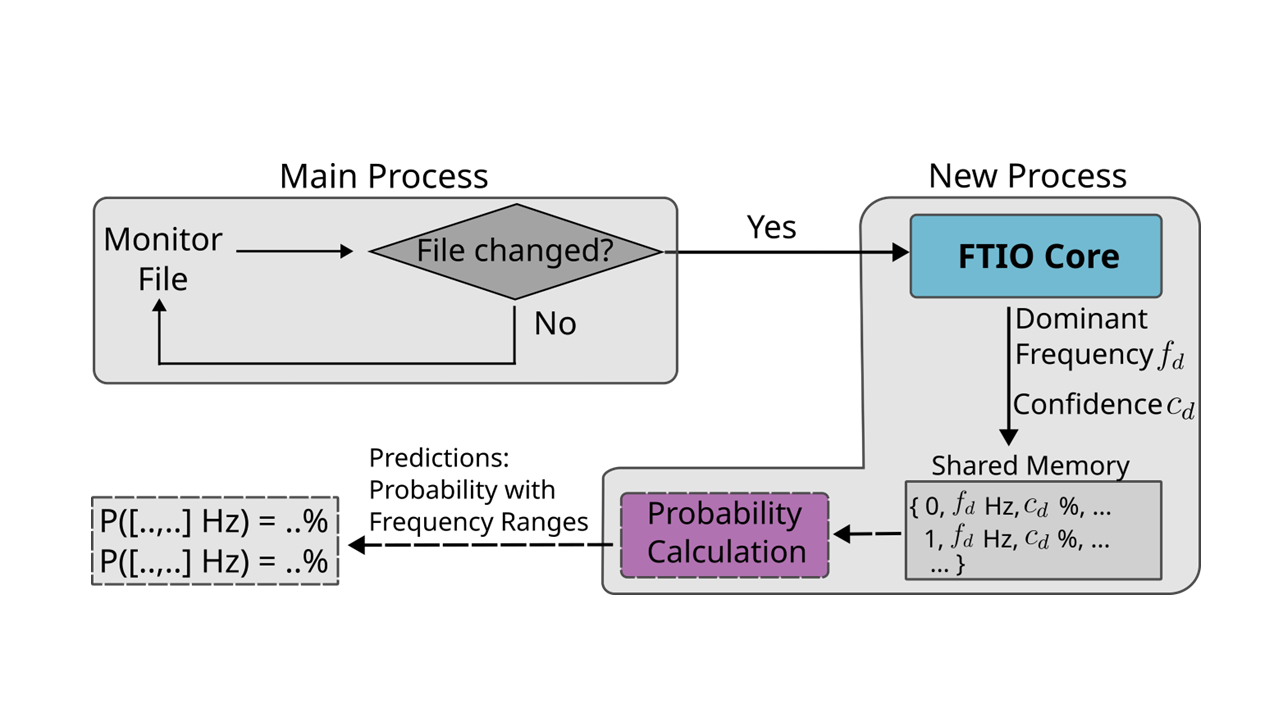 Main Process
New Process
Monitor
File
File changed?
Yes
No
FTIO Core
Dominant
Frequency f_d
Confidence c_d
Shared Memory
{ 0, f_d Hz, c_d %, ...
1, f_d Hz, c_d %, ...
... }
Probability
Calculation
Predictions:
Probability with
Frequency Ranges
P([..,..] Hz) = ..%
P([..,..] Hz) = ..%